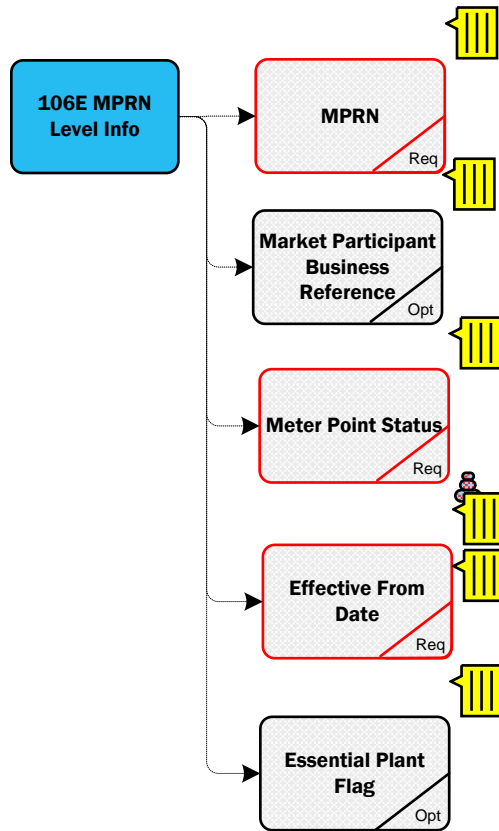 106E MPRN
Level Info
MPRN
Req
Market Participant
Business
Reference
Opt
Meter Point Status
Req
Effective From
Date
Req
Essential Plant
Flag
Opt